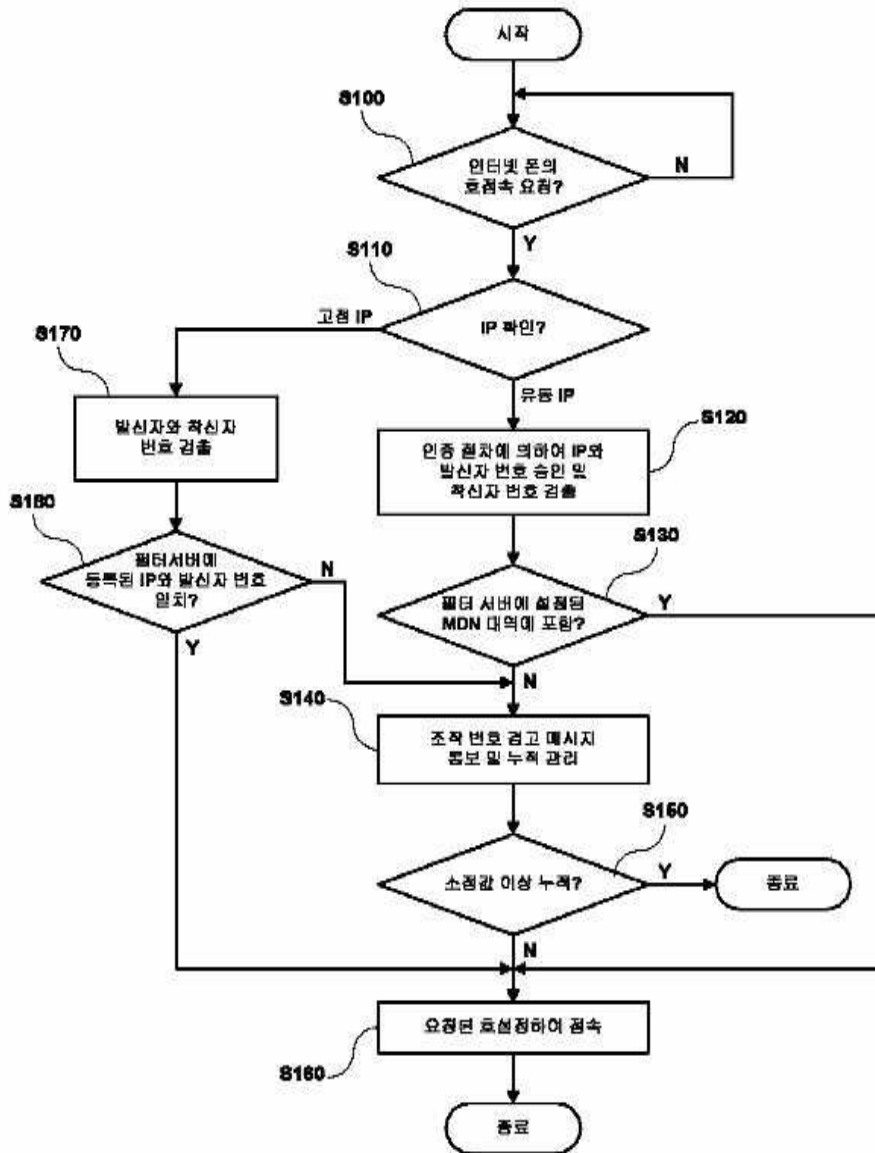 시작
S100
인터넷 폰의
호접속 요청?
N
Y
S110
고정 IP
IP 확인?
S170
유동 IP
발신자와 착신자
번호 검출
S120
인증 절차에 의하여 IP와
발신자 번호 승인 및
착신자 번호 검출
S180
필터서버에
등록된 IP와 발신자 번호
일치?
N
Y
S130
필터 서버에 설정된
MDN 대역에 포함?
Y
N
S140
조작 번호 경고 메시지
통보 및 누적 관리
S150
소정값 이상 누적?
Y
종료
N
요청된 호설정하여 접속
S160
종료